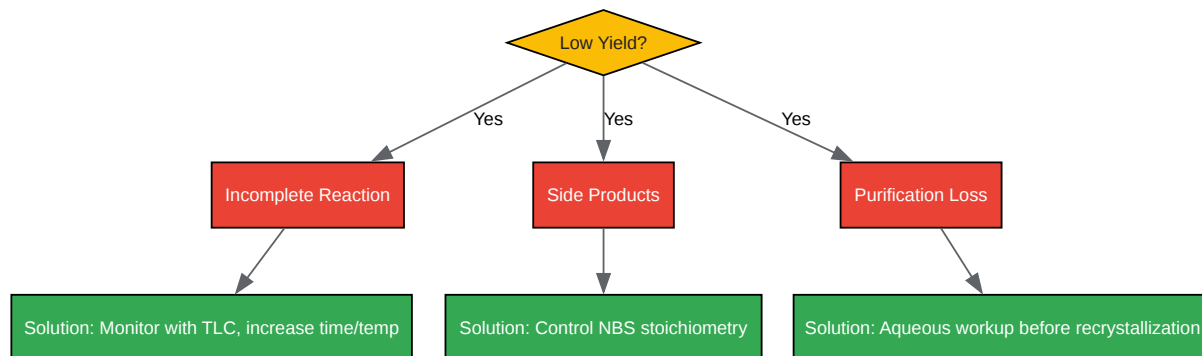 Low Yield?
Yes
Yes
Yes
Incomplete Reaction
Side Products
Purification Loss
Solution: Monitor with TLC, increase time/temp
Solution: Control NBS stoichiometry
Solution: Aqueous workup before recrystallization